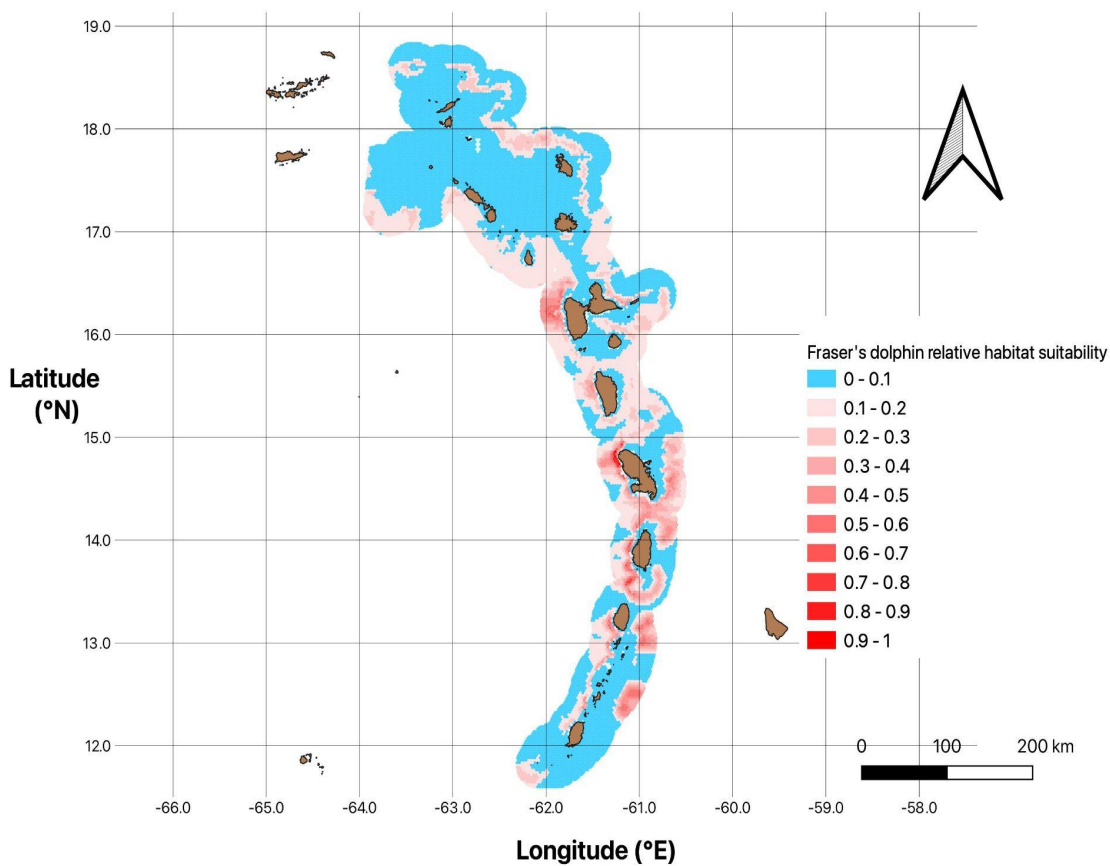 19.0
18.0
17.0
16.0
15.0
14.0
13.0
12.0
Latitude
(°N)
Fraser's dolphin relative habitat suitability
0 - 0.1
0.1 - 0.2
0.2 - 0.3
0.3 - 0.4
0.4 - 0.5
0.5 - 0.6
0.6 - 0.7
0.7 - 0.8
0.8 - 0.9
0.9 - 1
0 100 200 km
-66.0 -65.0 -64.0 -63.0 -62.0 -61.0 -60.0 -59.0 -58.0
Longitude (°E)